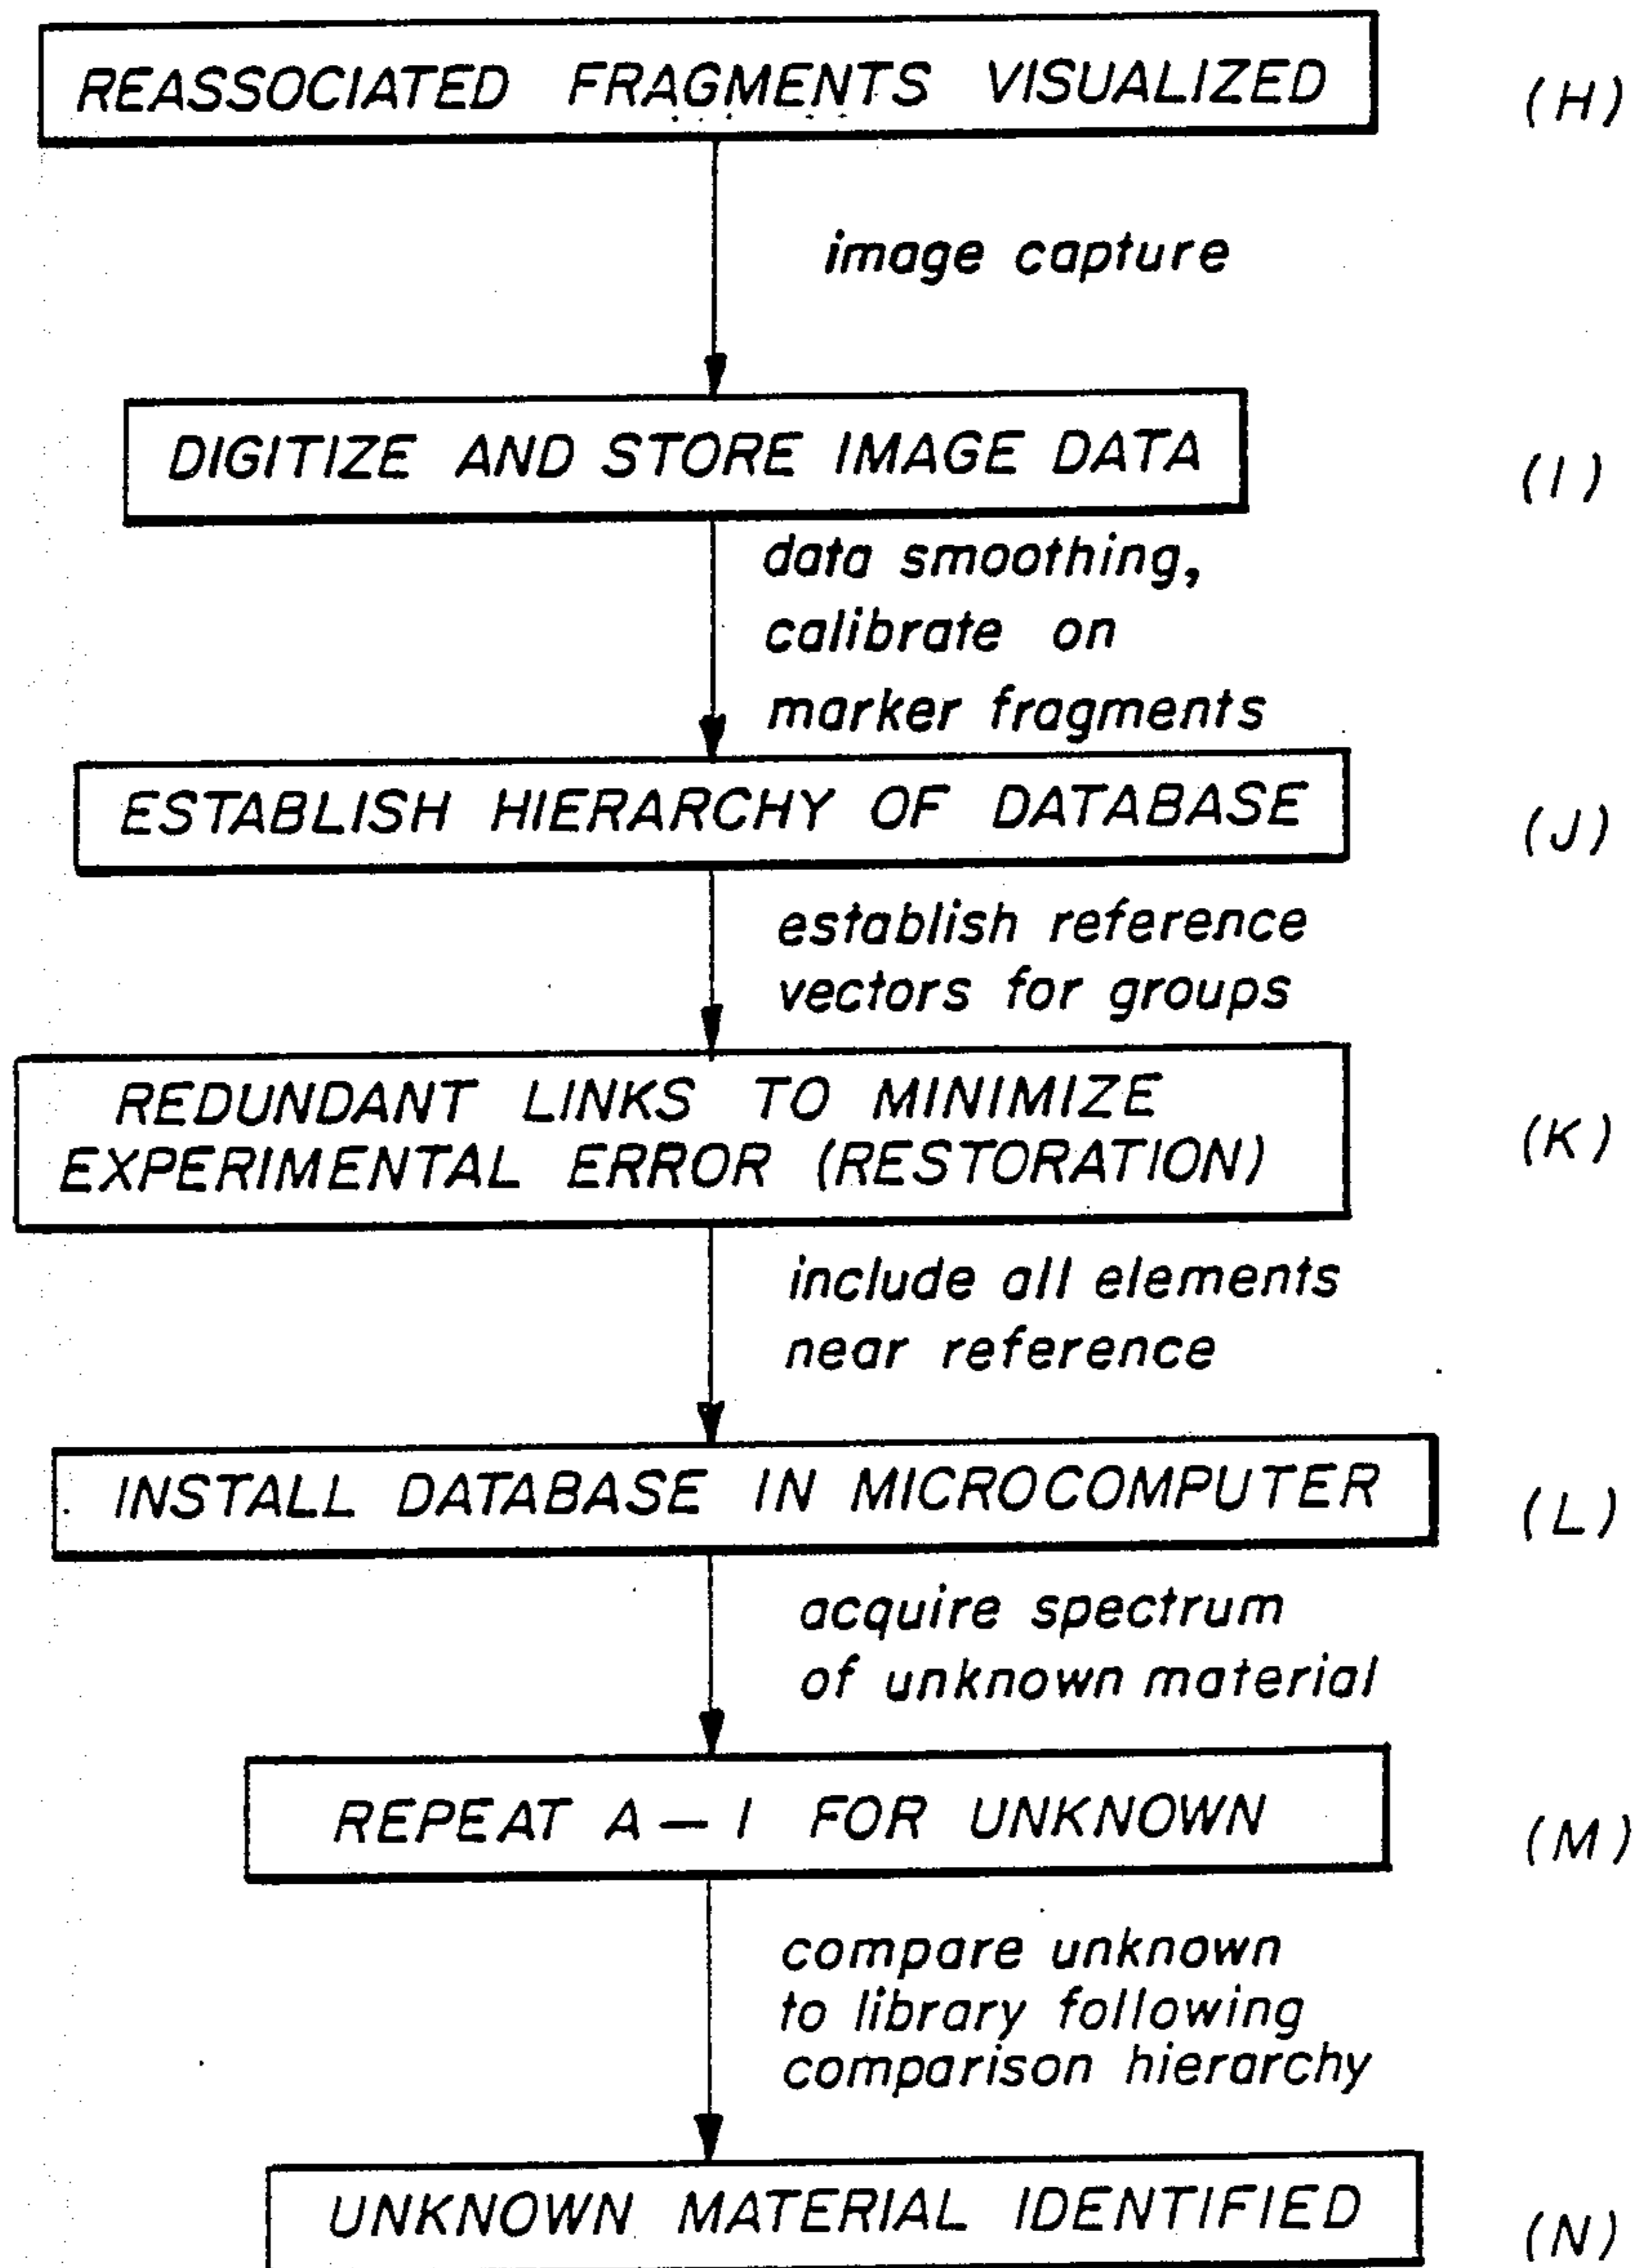 REASSOCIATED FRAGMENTS VISUALIZED (H)
image capture
DIGITIZE AND STORE IMAGE DATA (I)
data smoothing,
calibrate on
marker fragments
ESTABLISH HIERARCHY OF DATABASE (J)
establish reference
vectors for groups
REDUNDANT LINKS TO MINIMIZE
EXPERIMENTAL ERROR (RESTORATION) (K)
include all elements
near reference
INSTALL DATABASE IN MICROCOMPUTER (L)
acquire spectrum
of unknown material
REPEAT A – I FOR UNKNOWN (M)
compare unknown
to library following
comparison hierarchy
UNKNOWN MATERIAL IDENTIFIED (N)